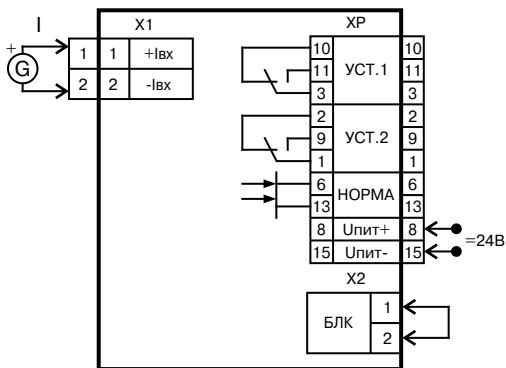 I
X1
XP
+
G
1 1 +Iвх
2 2 -Iвх
10 УСТ.1 10
11 11
3 3
2 УСТ.2 2
9 9
1 1
6 НОРМА 6
13 13
8 Uпит+ 8
15 Uпит- 15
=24В
X2
БЛК 1
2